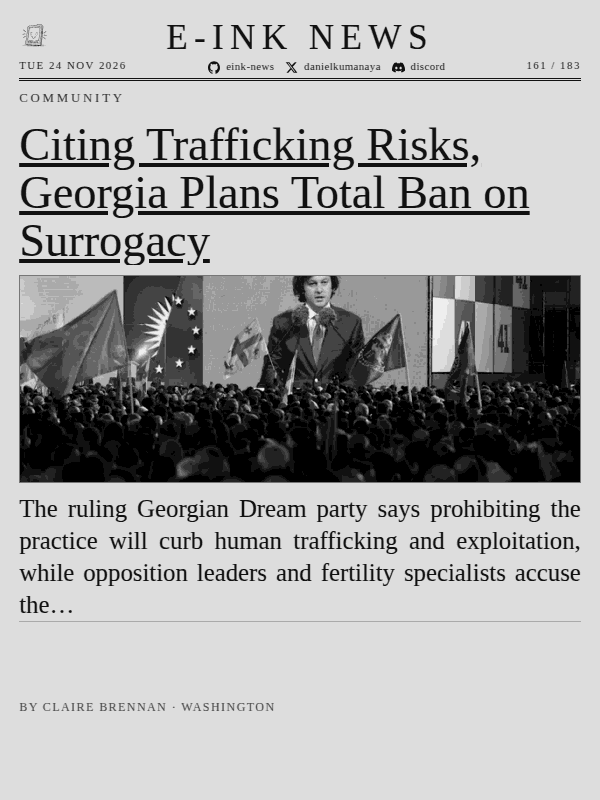 E-INK NEWS
TUE 24 NOV 2026
eink-news
danielkumanaya
discord
161 / 183
COMMUNITY
Citing Trafficking Risks,
Georgia Plans Total Ban on
Surrogacy
41
The ruling Georgian Dream party says prohibiting the
practice will curb human trafficking and exploitation,
while opposition leaders and fertility specialists accuse
the…
BY CLAIRE BRENNAN · WASHINGTON